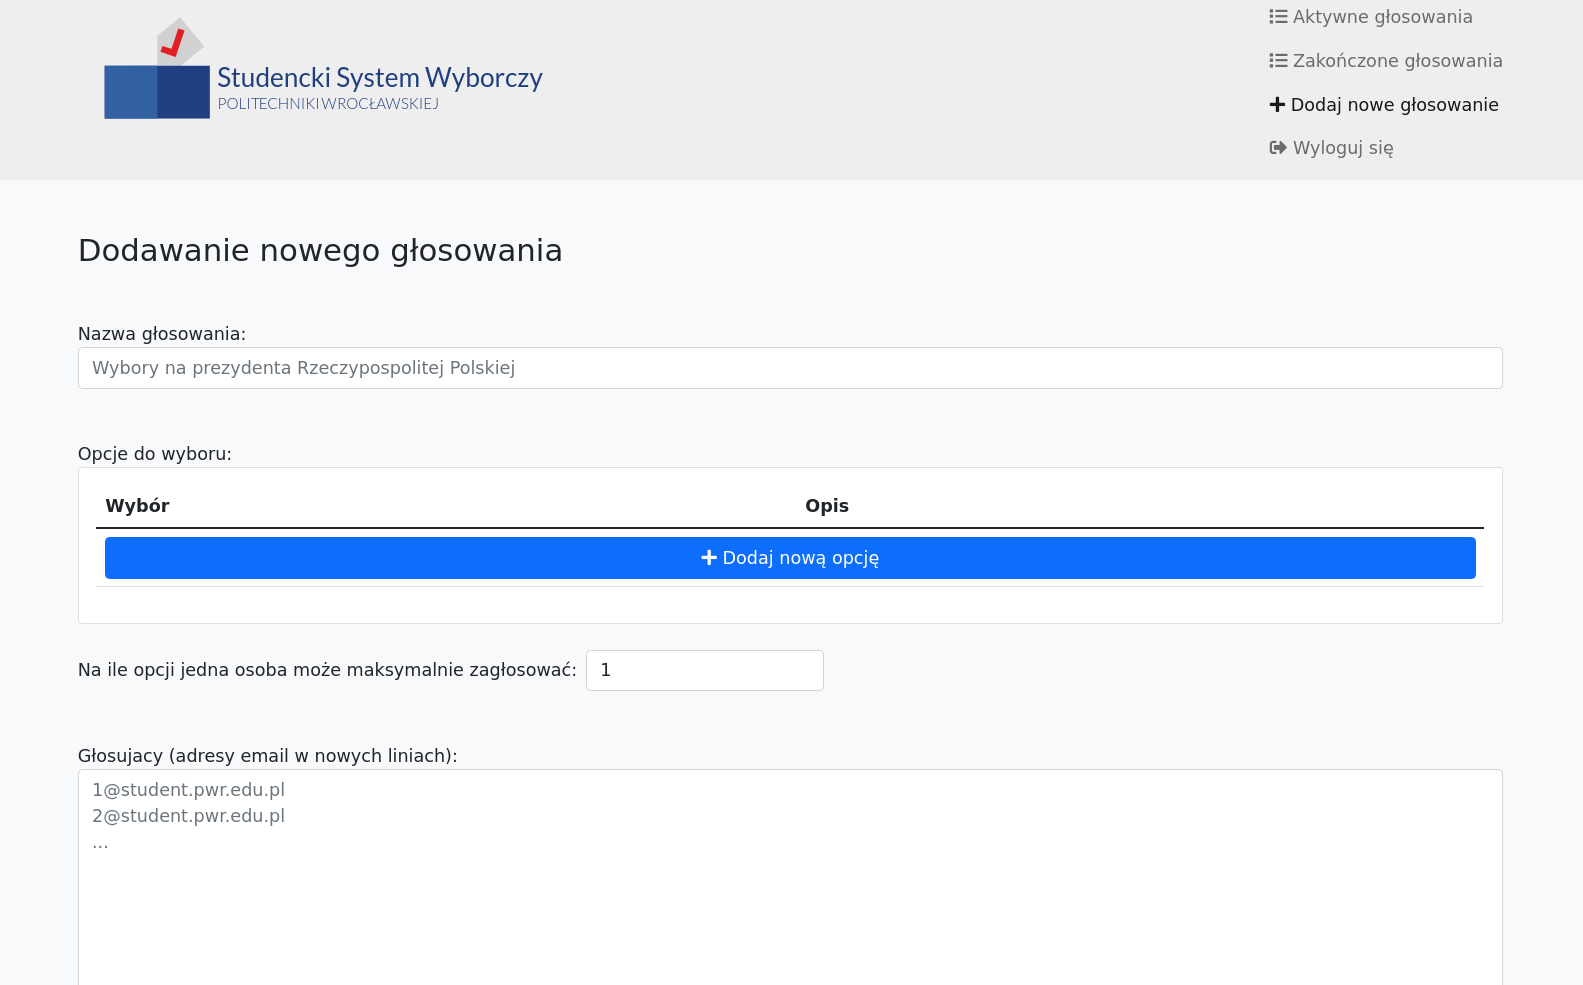 Aktywne głosowania
Zakończone głosowania
Dodaj nowe głosowanie
Wyloguj się
Studencki System Wyborczy
POLITECHNIKI WROCŁAWSKIEJ
Dodawanie nowego głosowania
Nazwa głosowania:
Wybory na prezydenta Rzeczypospolitej Polskiej
Opcje do wyboru:
Wybór Opis
Dodaj nową opcję
Na ile opcji jedna osoba może maksymalnie zagłosować: 1
Głosujacy (adresy email w nowych liniach):
1@student.pwr.edu.pl
2@student.pwr.edu.pl
...